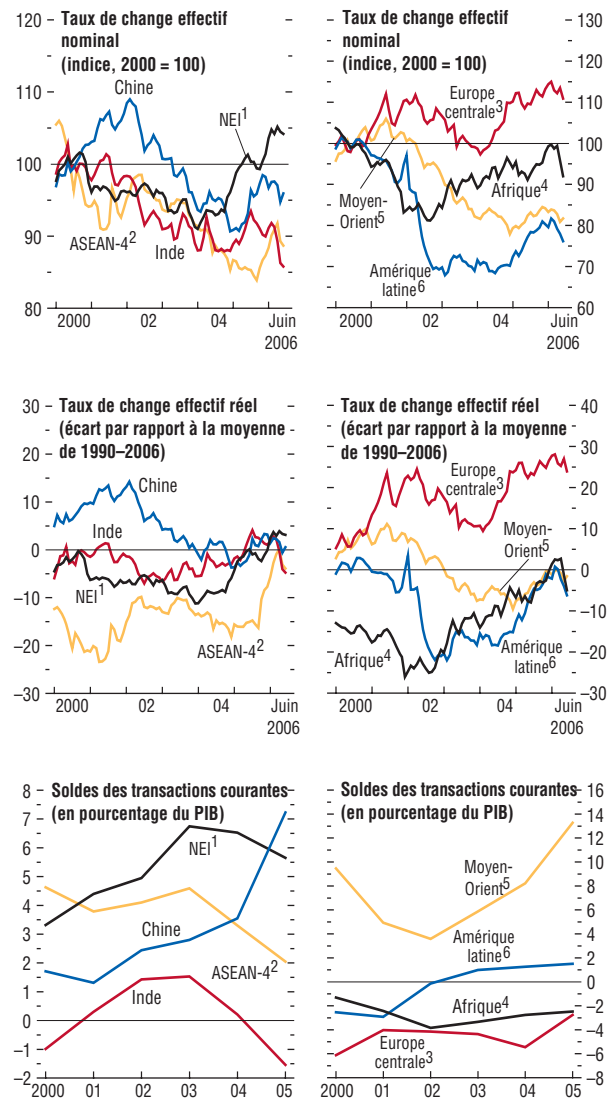 Taux de change effectif
nominal
(indice, 2000 = 100)
120
110
100
90
80
Chine
NEI1
ASEAN-42
Inde
2000 02 04 Juin
2006
Taux de change effectif
nominal
(indice, 2000 = 100)
130
120
110
100
90
80
70
60
Europe
centrale3
Moyen-
Orient5
Afrique4
Amérique
latine6
2000 02 04 Juin
2006
Taux de change effectif réel
(écart par rapport à la moyenne
de 1990–2006)
30
20
10
0
–10
–20
–30
Chine
Inde
NEI1
ASEAN-42
2000 02 04 Juin
2006
Taux de change effectif réel
(écart par rapport à la moyenne
de 1990–2006)
40
30
20
10
0
–10
–20
–30
Europe
centrale3
Moyen-
Orient5
Afrique4
Amérique
latine6
2000 02 04 Juin
2006
Soldes des transactions courantes
(en pourcentage du PIB)
8
7
6
5
4
3
2
1
0
–1
–2
NEI1
Chine
ASEAN-42
Inde
2000 01 02 03 04 05
Soldes des transactions courantes
(en pourcentage du PIB)
16
14
12
10
8
6
4
2
0
–2
–4
–6
–8
Moyen-
Orient5
Amérique
latine6
Afrique4
Europe
centrale3
2000 01 02 03 04 05